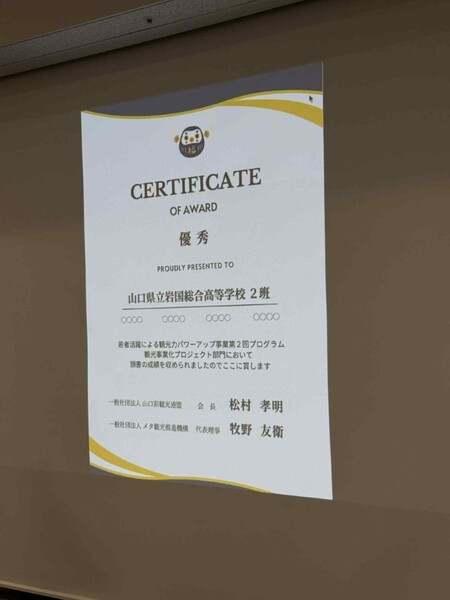 CERTIFICATE
OF AWARD
優秀
PROUDLY PRESENTED TO
山口県立岩国総合高等学校 2班
○○○○ ○○○○ ○○○○ ○○○○
若者活躍による観光力パワーアップ事業第2回プログラム
観光事業化プロジェクト部門において
頭書の成績を収められましたのでここに賞します
一般社団法人 山口県観光連盟 会長 松村 孝明
一般社団法人 メタ観光推進機構 代表理事 牧野 友衛